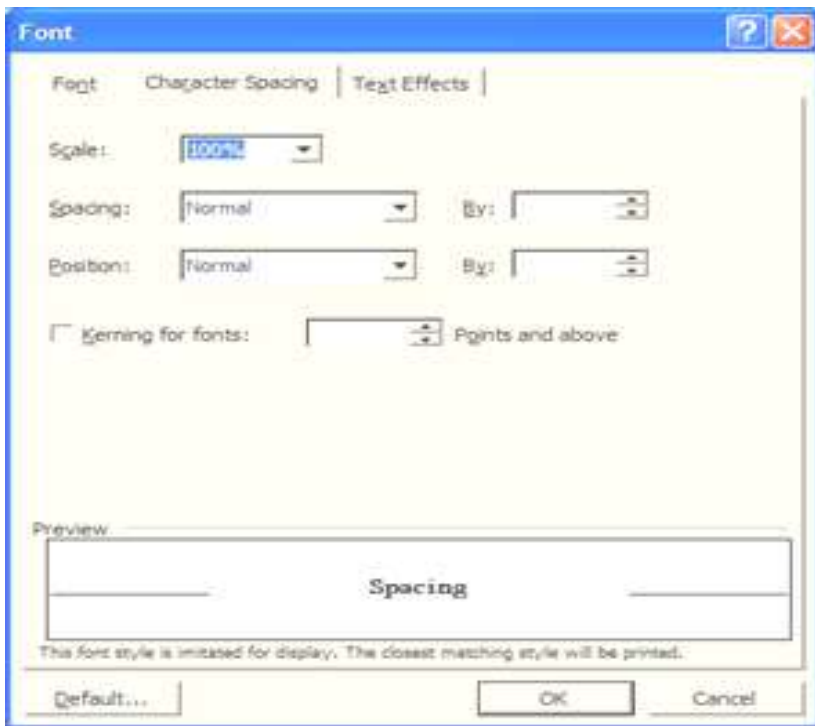 Font
Font Character Spacing Text Effects
Scale: 100%
Spacing: Normal By:
Position: Normal By:
Kerning for fonts: Points and above
Preview
Spacing
This font style is imitated for display. The closest matching style will be printed.
Default... OK Cancel